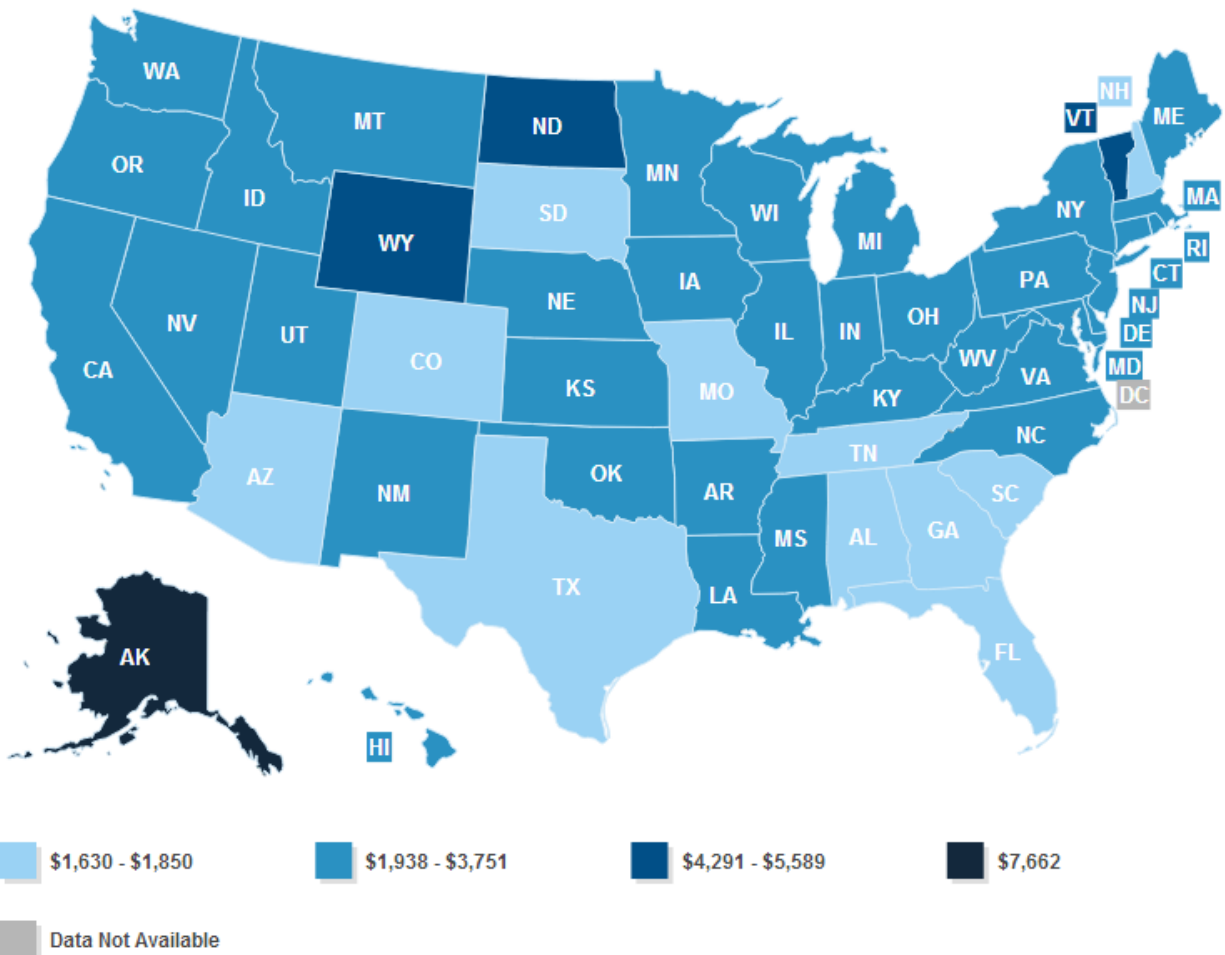 WA
MT
ND
MN
VT
NH
ME
OR
ID
WY
SD
WI
MI
NY
MA
RI
CT
NJ
DE
MD
DC
NV
UT
CO
NE
IA
IL
IN
OH
PA
WV
VA
CA
KS
MO
KY
NC
AZ
NM
OK
AR
TN
SC
TX
LA
MS
AL
GA
FL
AK
HI
$1,630 - $1,850
$1,938 - $3,751
$4,291 - $5,589
$7,662
Data Not Available